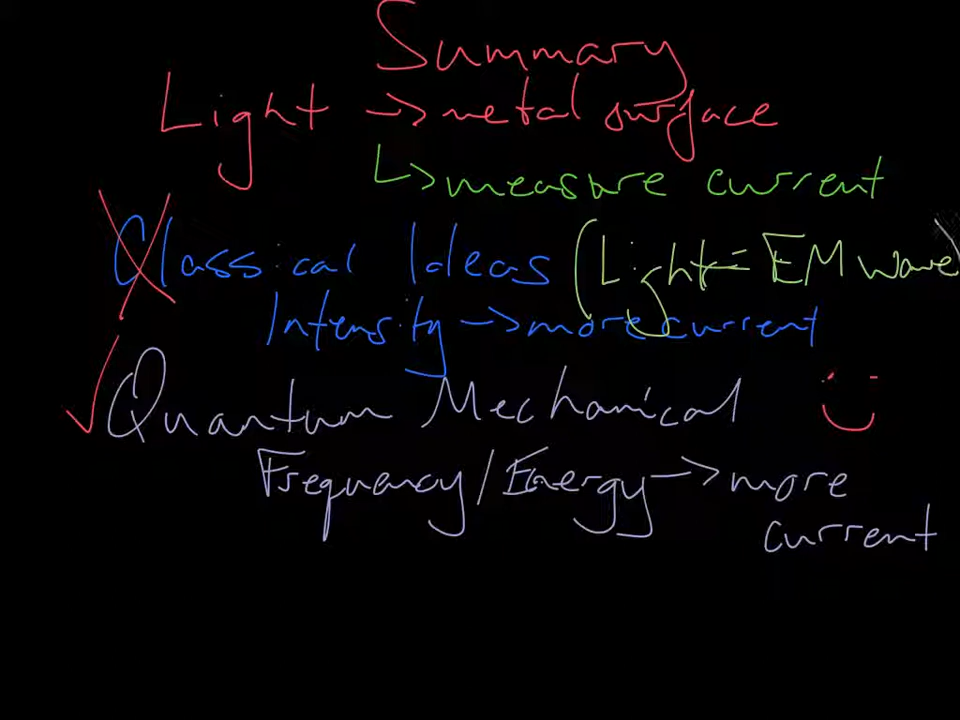 Summary
Light -> metal surface
↳> measure current
Classical Ideas (Light = EM wave)
Intensity -> more current
✓ Quantum Mechanical
Frequency/Energy -> more
current